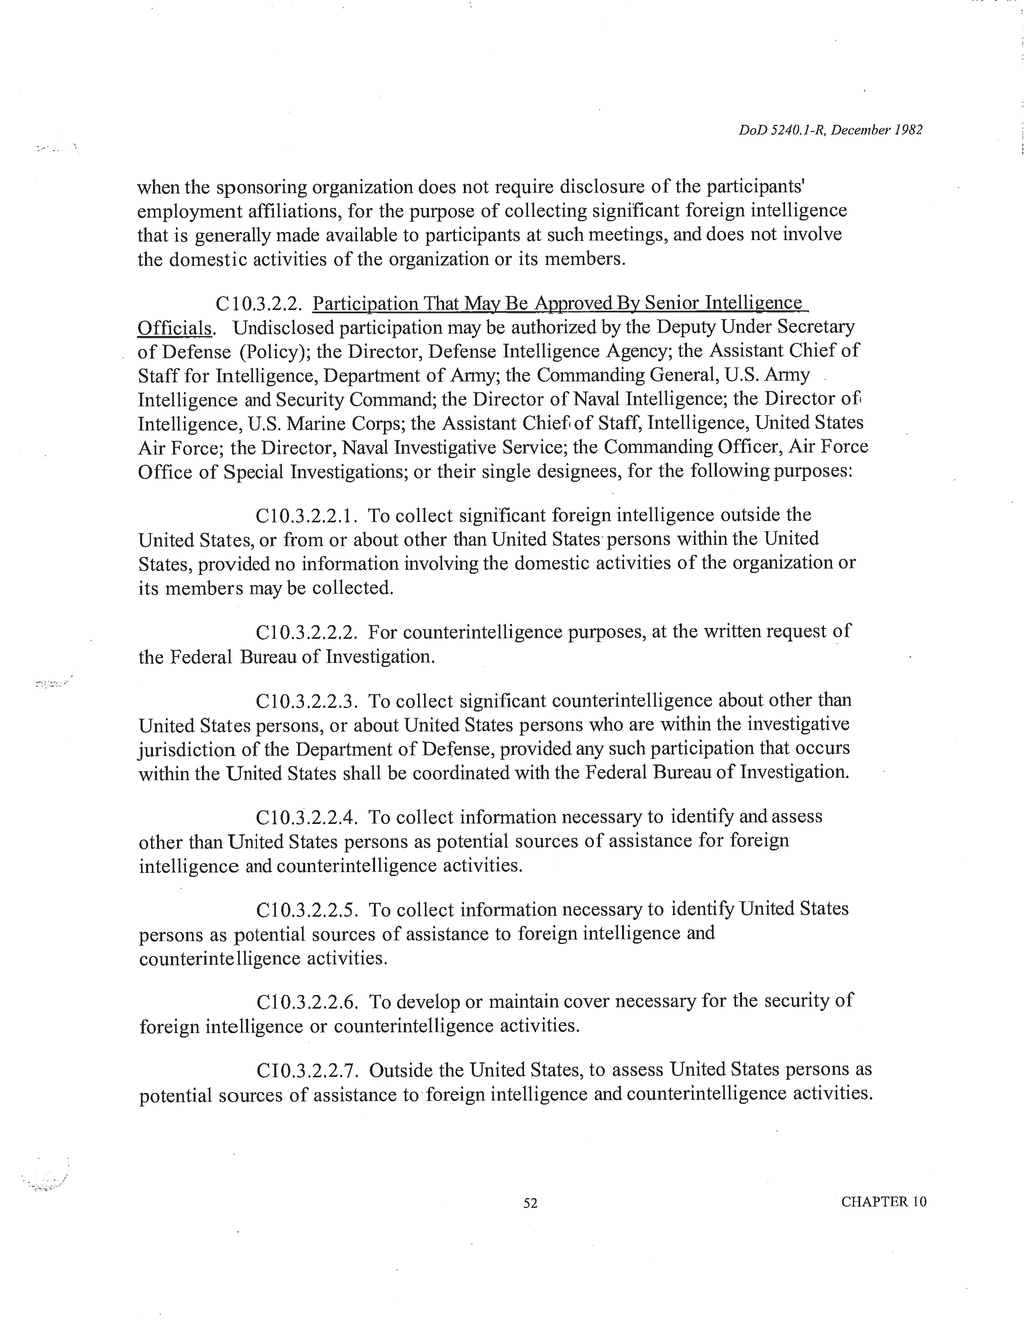 DoD 5240.1-R, December 1982
when the sponsoring organization does not require disclosure of the participants'
employment affiliations, for the purpose of collecting significant foreign intelligence
that is generally made available to participants at such meetings, and does not involve
the domestic activities of the organization or its members.
C10.3.2.2. Participation That May Be Approved By Senior Intelligence
Officials. Undisclosed participation may be authorized by the Deputy Under Secretary
of Defense (Policy); the Director, Defense Intelligence Agency; the Assistant Chief of
Staff for Intelligence, Department of Army; the Commanding General, U.S. Army
Intelligence and Security Command; the Director of Naval Intelligence; the Director of
Intelligence, U.S. Marine Corps; the Assistant Chief of Staff, Intelligence, United States
Air Force; the Director, Naval Investigative Service; the Commanding Officer, Air Force
Office of Special Investigations; or their single designees, for the following purposes:
C10.3.2.2.1. To collect significant foreign intelligence outside the
United States, or from or about other than United States persons within the United
States, provided no information involving the domestic activities of the organization or
its members may be collected.
C10.3.2.2.2. For counterintelligence purposes, at the written request of
the Federal Bureau of Investigation.
C10.3.2.2.3. To collect significant counterintelligence about other than
United States persons, or about United States persons who are within the investigative
jurisdiction of the Department of Defense, provided any such participation that occurs
within the United States shall be coordinated with the Federal Bureau of Investigation.
C10.3.2.2.4. To collect information necessary to identify and assess
other than United States persons as potential sources of assistance for foreign
intelligence and counterintelligence activities.
C10.3.2.2.5. To collect information necessary to identify United States
persons as potential sources of assistance to foreign intelligence and
counterintelligence activities.
C10.3.2.2.6. To develop or maintain cover necessary for the security of
foreign intelligence or counterintelligence activities.
CI0.3.2.2.7. Outside the United States, to assess United States persons as
potential sources of assistance to foreign intelligence and counterintelligence activities.
52
CHAPTER 10